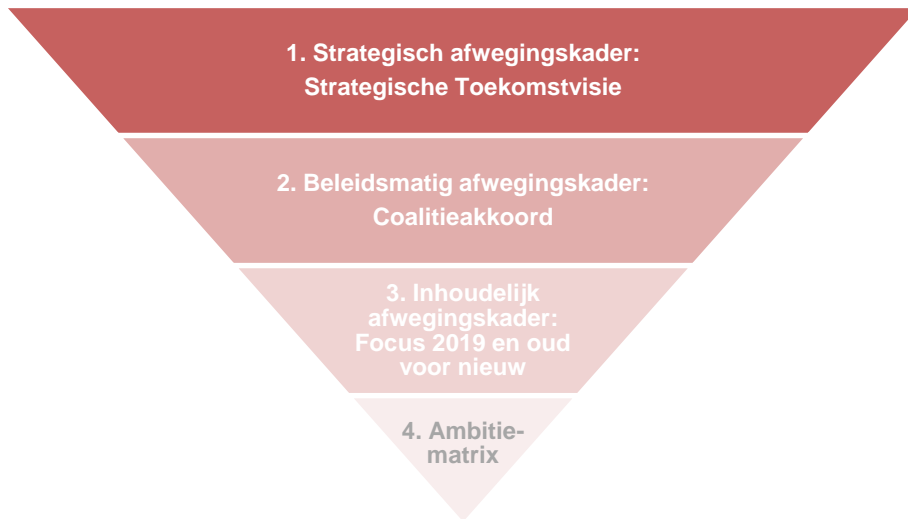 1. Strategisch afwegingskader:
Strategische Toekomstvisie
2. Beleidsmatig afwegingskader:
Coalitieakkoord
3. Inhoudelijk
afwegingskader:
Focus 2019 en oud
voor nieuw
4. Ambitie-
matrix